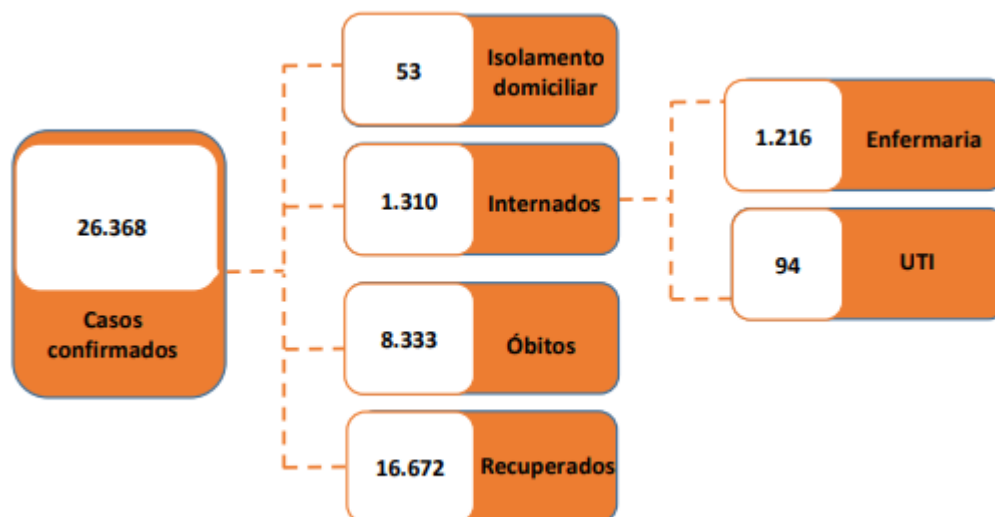 26.368
Casos
confirmados
53
Isolamento
domiciliar
1.310
Internados
8.333
Óbitos
16.672
Recuperados
1.216
Enfermaria
94
UTI